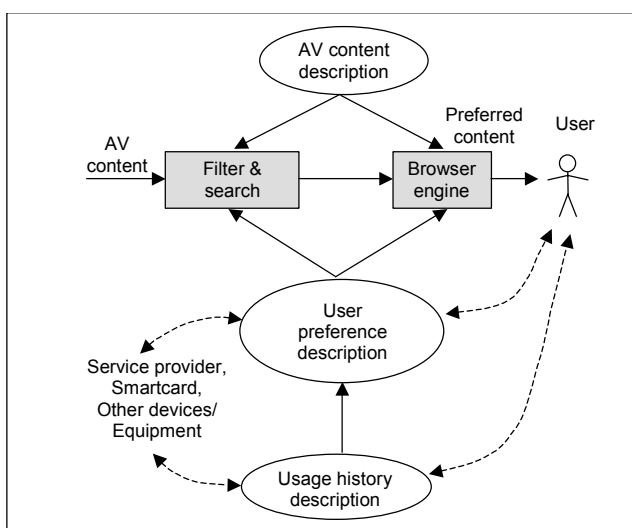 AV content
description
Preferred
content
User
AV
content
Filter &
search
Browser
engine
User
preference
description
Service provider,
Smartcard,
Other devices/
Equipment
Usage history
description